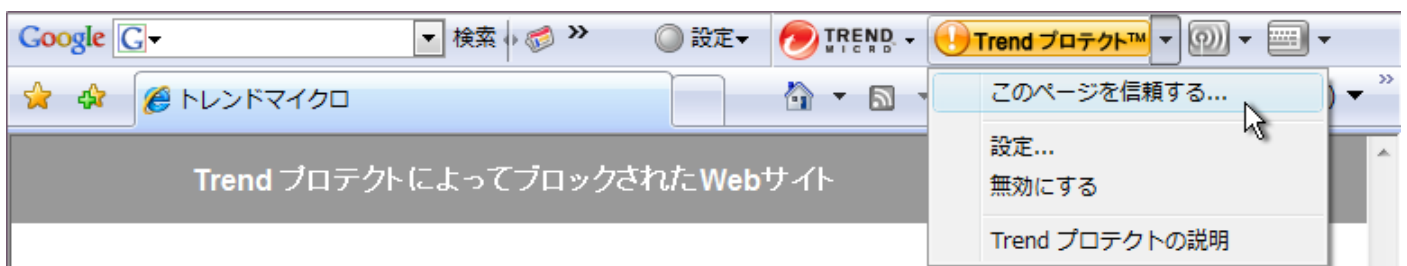 Google G 検索 » 設定 TREND MICRO Trend プロテクト™
トレンドマイクロ »
このページを信頼する...
Trend プロテクトによってブロックされたWebサイト
設定...
無効にする
Trend プロテクトの説明